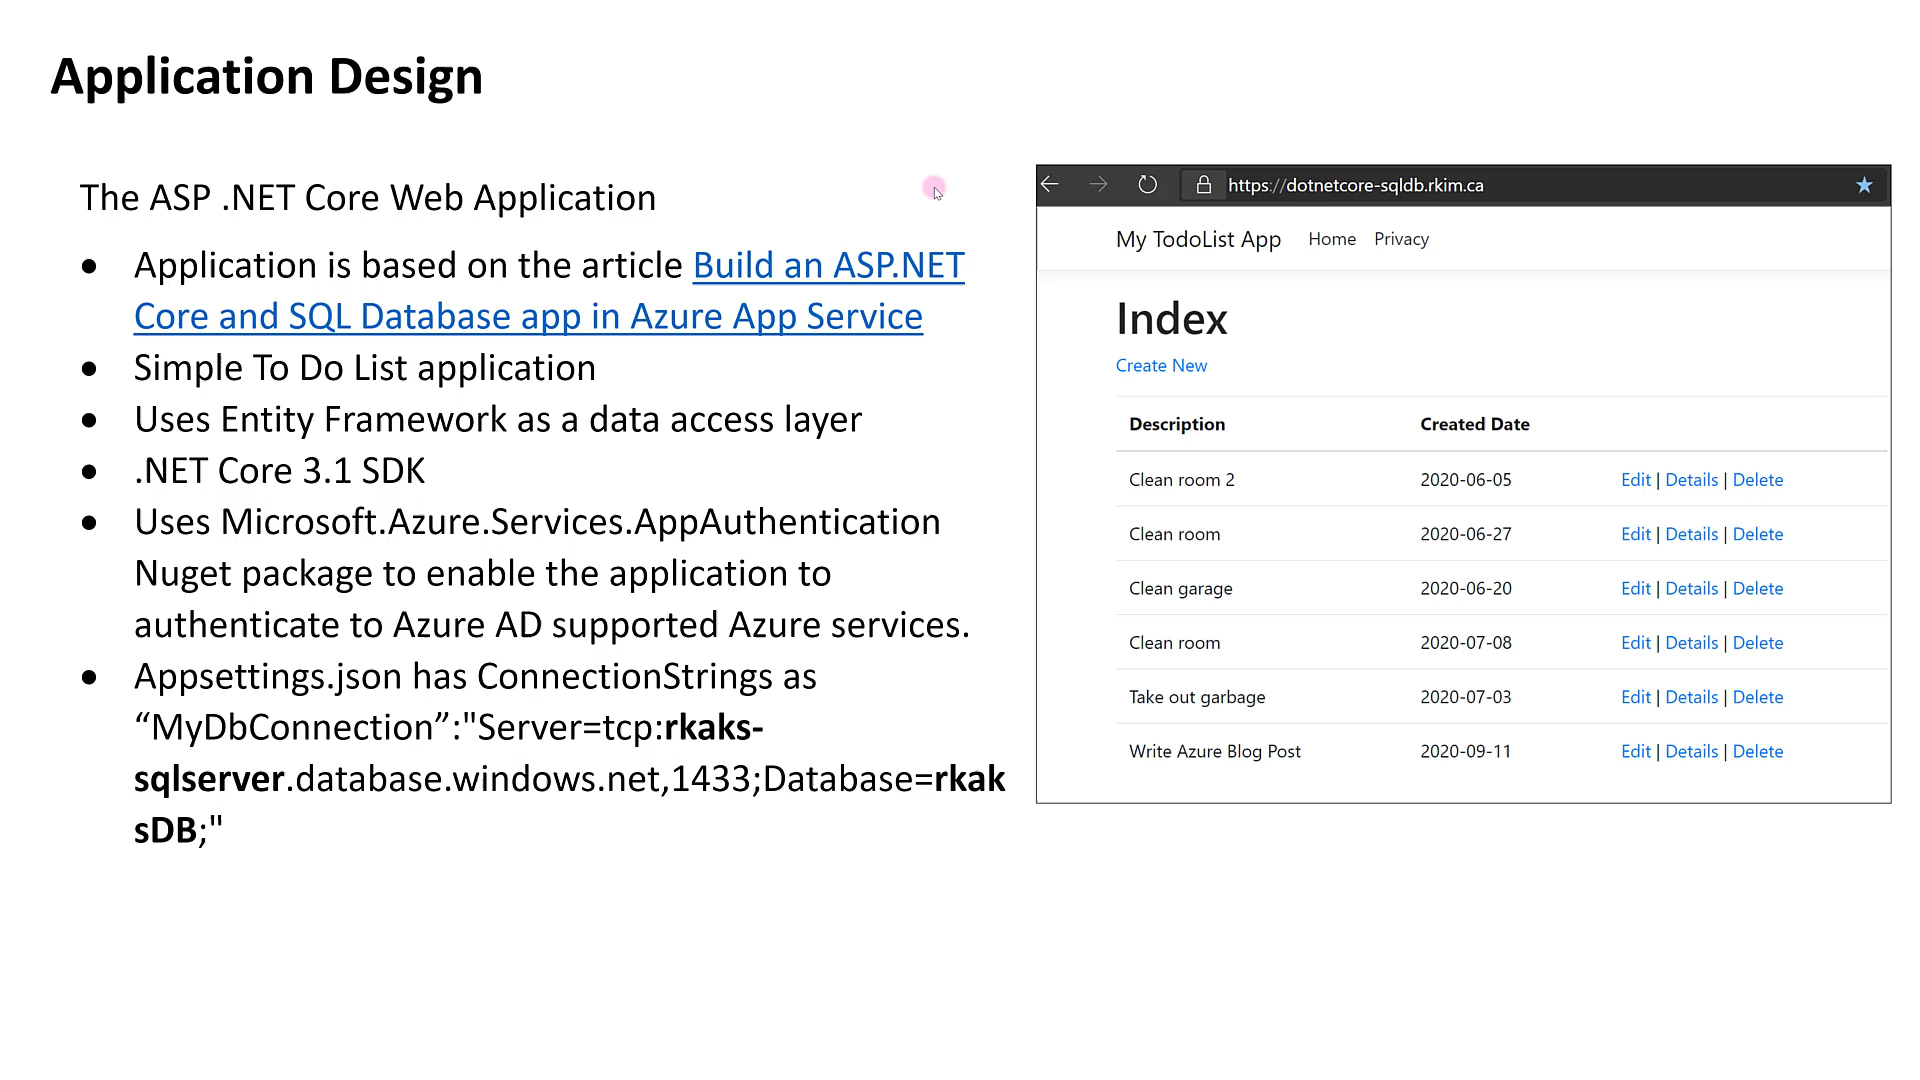 Application Design
The ASP .NET Core Web Application
• Application is based on the article Build an ASP.NET
Core and SQL Database app in Azure App Service
• Simple To Do List application
• Uses Entity Framework as a data access layer
• .NET Core 3.1 SDK
• Uses Microsoft.Azure.Services.AppAuthentication
Nuget package to enable the application to
authenticate to Azure AD supported Azure services.
• Appsettings.json has ConnectionStrings as
“MyDbConnection”:"Server=tcp:rkaks-
sqlserver.database.windows.net,1433;Database=rkak
sDB;"
https://dotnetcore-sqldb.rkim.ca
My TodoList App Home Privacy
Index
Create New
Description Created Date
Clean room 2 2020-06-05 Edit | Details | Delete
Clean room 2020-06-27 Edit | Details | Delete
Clean garage 2020-06-20 Edit | Details | Delete
Clean room 2020-07-08 Edit | Details | Delete
Take out garbage 2020-07-03 Edit | Details | Delete
Write Azure Blog Post 2020-09-11 Edit | Details | Delete